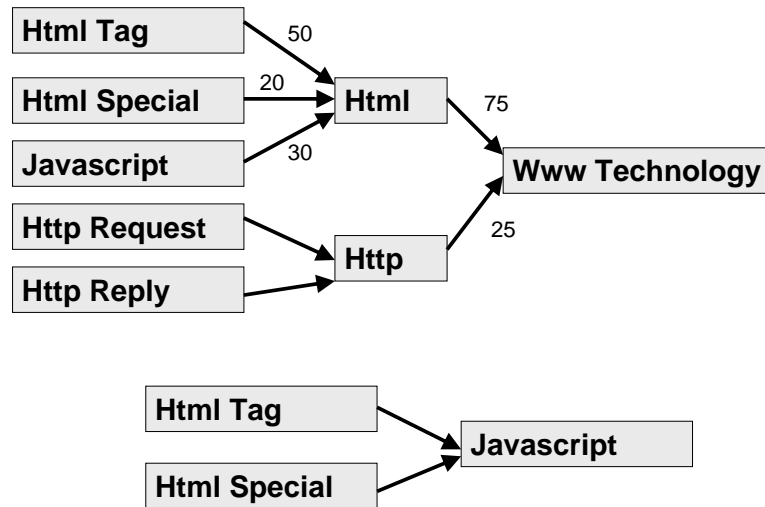 Html Tag
50
20
Html Special
Html
75
Javascript
30
Www Technology
Http Request
25
Http
Http Reply
Html Tag
Javascript
Html Special